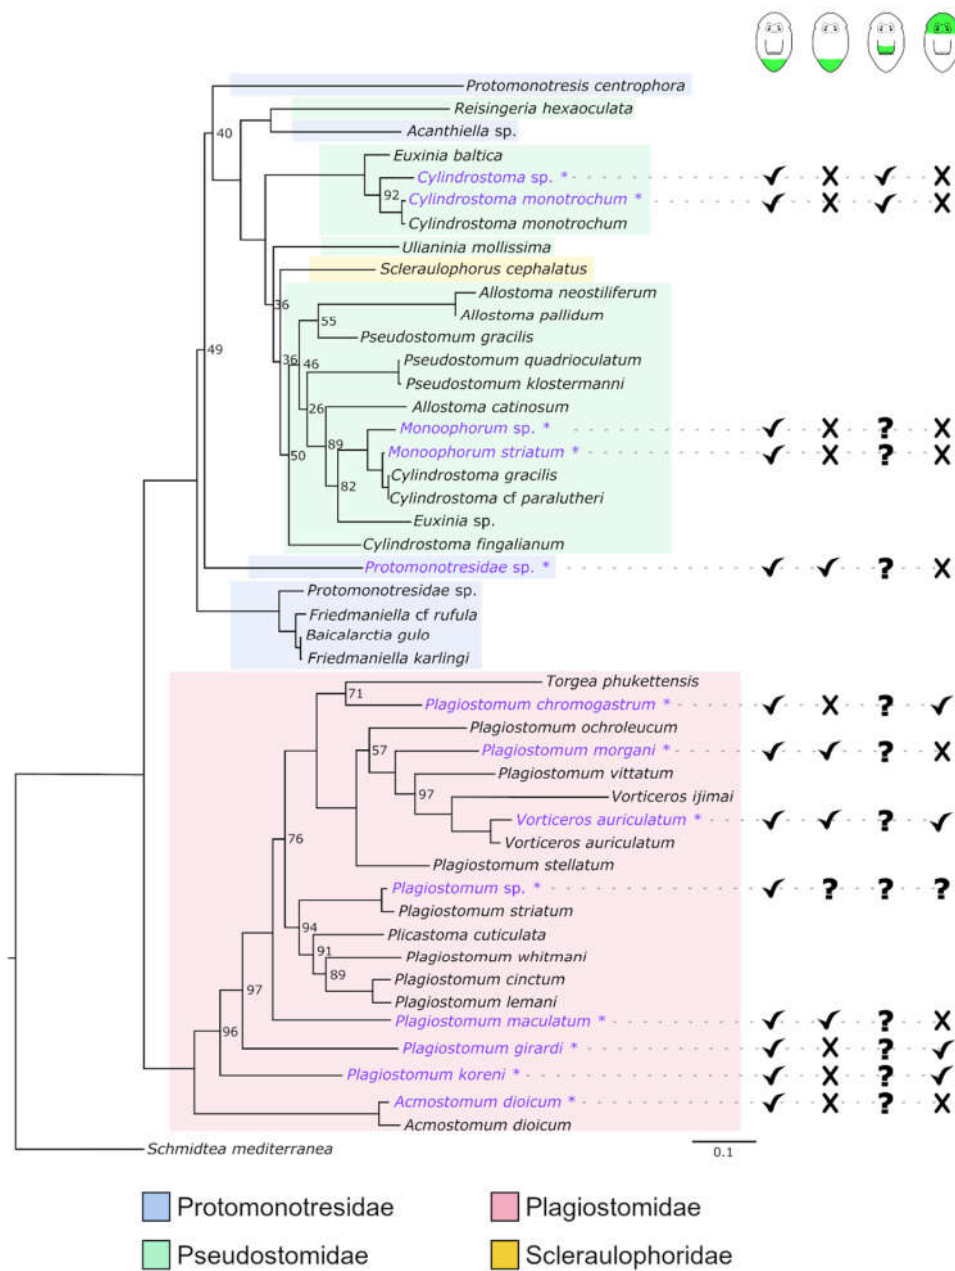 Protomonotresis centrophora
Reisingeria hexaoculata
40
Acanthiella sp.
Euxinia baltica
Cylindrostoma sp. *
92
Cylindrostoma monotrochum *
Cylindrostoma monotrochum
Ulianinia mollissima
Scleraulophorus cephalatus
Allostoma neostiliferum
36
Allostoma pallidum
55
Pseudostomum gracilis
49
36
46
Pseudostomum quadrioculatum
Pseudostomum klostermanni
26
Allostoma catinosum
Monoophorum sp. *
?
89
Monoophorum striatum *
?
50
Cylindrostoma gracilis
82
Cylindrostoma cf paralutheri
Euxinia sp.
Cylindrostoma fingalianum
Protomonotresidae sp. *
?
Protomonotresidae sp.
Friedmaniella cf rufula
Baicalarctia gulo
Friedmaniella karlingi
Torgea phukettensis
71
Plagiostomum chromogastrum *
?
Plagiostomum ochroleucum
57
Plagiostomum morgani *
?
Plagiostomum vittatum
97
Vorticeros ijimai
Vorticeros auriculatum *
?
76
Vorticeros auriculatum
Plagiostomum stellatum
Plagiostomum sp. *
? ? ?
Plagiostomum striatum
94
Plicastoma cuticulata
91
Plagiostomum whitmani
89
Plagiostomum cinctum
97
Plagiostomum lemani
Plagiostomum maculatum *
?
96
Plagiostomum girardi *
?
Plagiostomum koreni *
?
Acmostomum dioicum *
?
Acmostomum dioicum
Schmidtea mediterranea
0.1
Protomonotresidae
Plagiostomidae
Pseudostomidae
Scleraulophoridae